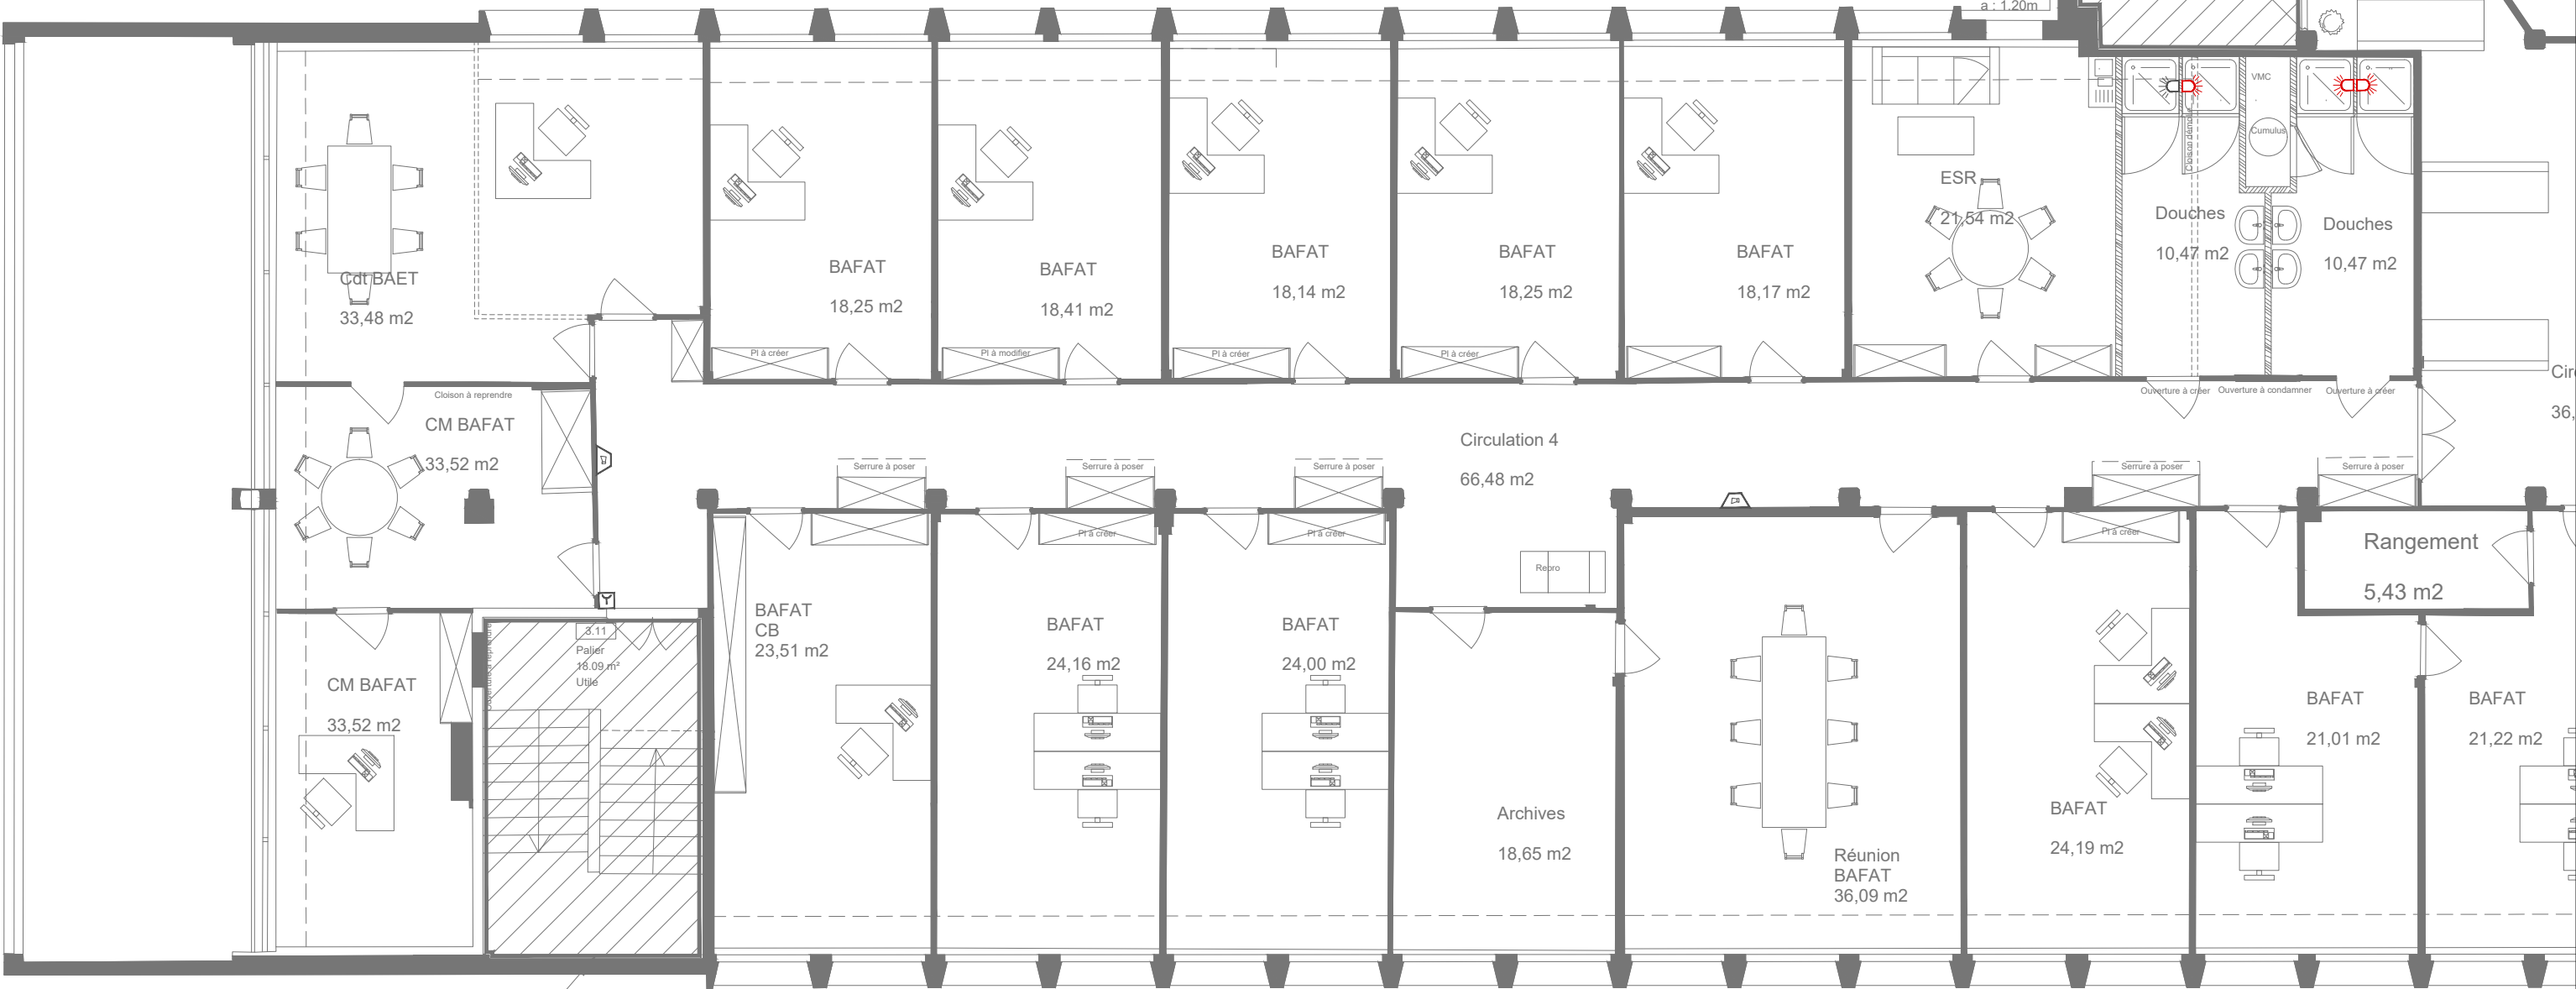 a : 1.20m
VMC
Cumulus
Cdt BAET
33,48 m2
BAFAT
18,25 m2
BAFAT
18,41 m2
BAFAT
18,14 m2
BAFAT
18,25 m2
BAFAT
18,17 m2
ESR
21,54 m2
Douches
10,47 m2
Douches
10,47 m2
Pl à créer
Pl à modifier
Pl à créer
Pl à créer
Ouverture à créer
Ouverture à condamner
Ouverture à créer
Cloison à reprendre
CM BAFAT
33,52 m2
Circulation 4
66,48 m2
Cir
36,
Serrure à poser
Serrure à poser
Serrure à poser
Serrure à poser
Serrure à poser
Pl à créer
Pl à créer
Pl à créer
Repro
Rangement
5,43 m2
3.11
Palier
18.09 m²
Utile
CM BAFAT
33,52 m2
BAFAT
CB
23,51 m2
BAFAT
24,16 m2
BAFAT
24,00 m2
Archives
18,65 m2
Réunion
BAFAT
36,09 m2
BAFAT
24,19 m2
BAFAT
21,01 m2
BAFAT
21,22 m2